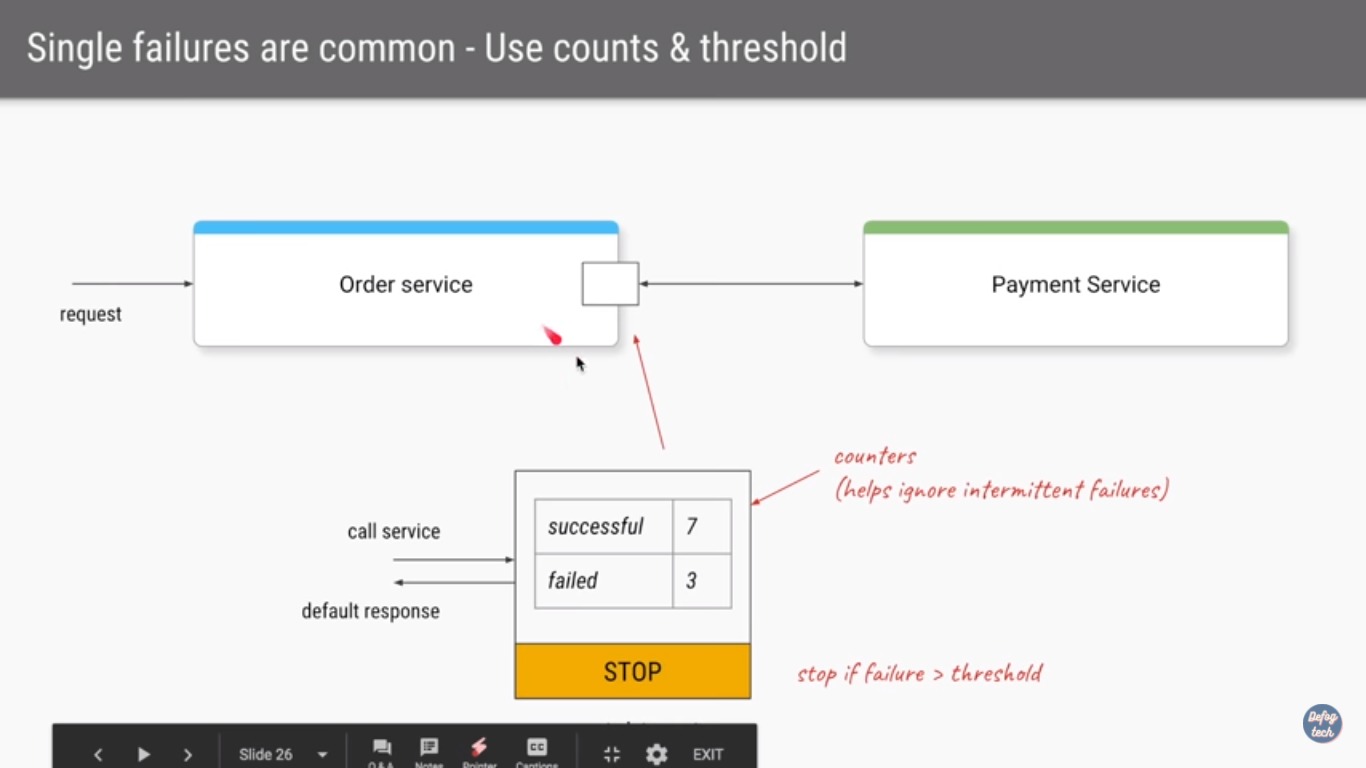 Single failures are common - Use counts & threshold
Order service
Payment Service
request
counters
(helps ignore intermittent failures)
call service
successful 7
failed 3
default response
STOP
stop if failure > threshold
Defog
tech
Slide 26
Q&A
Notes
Pointer
Captions
EXIT